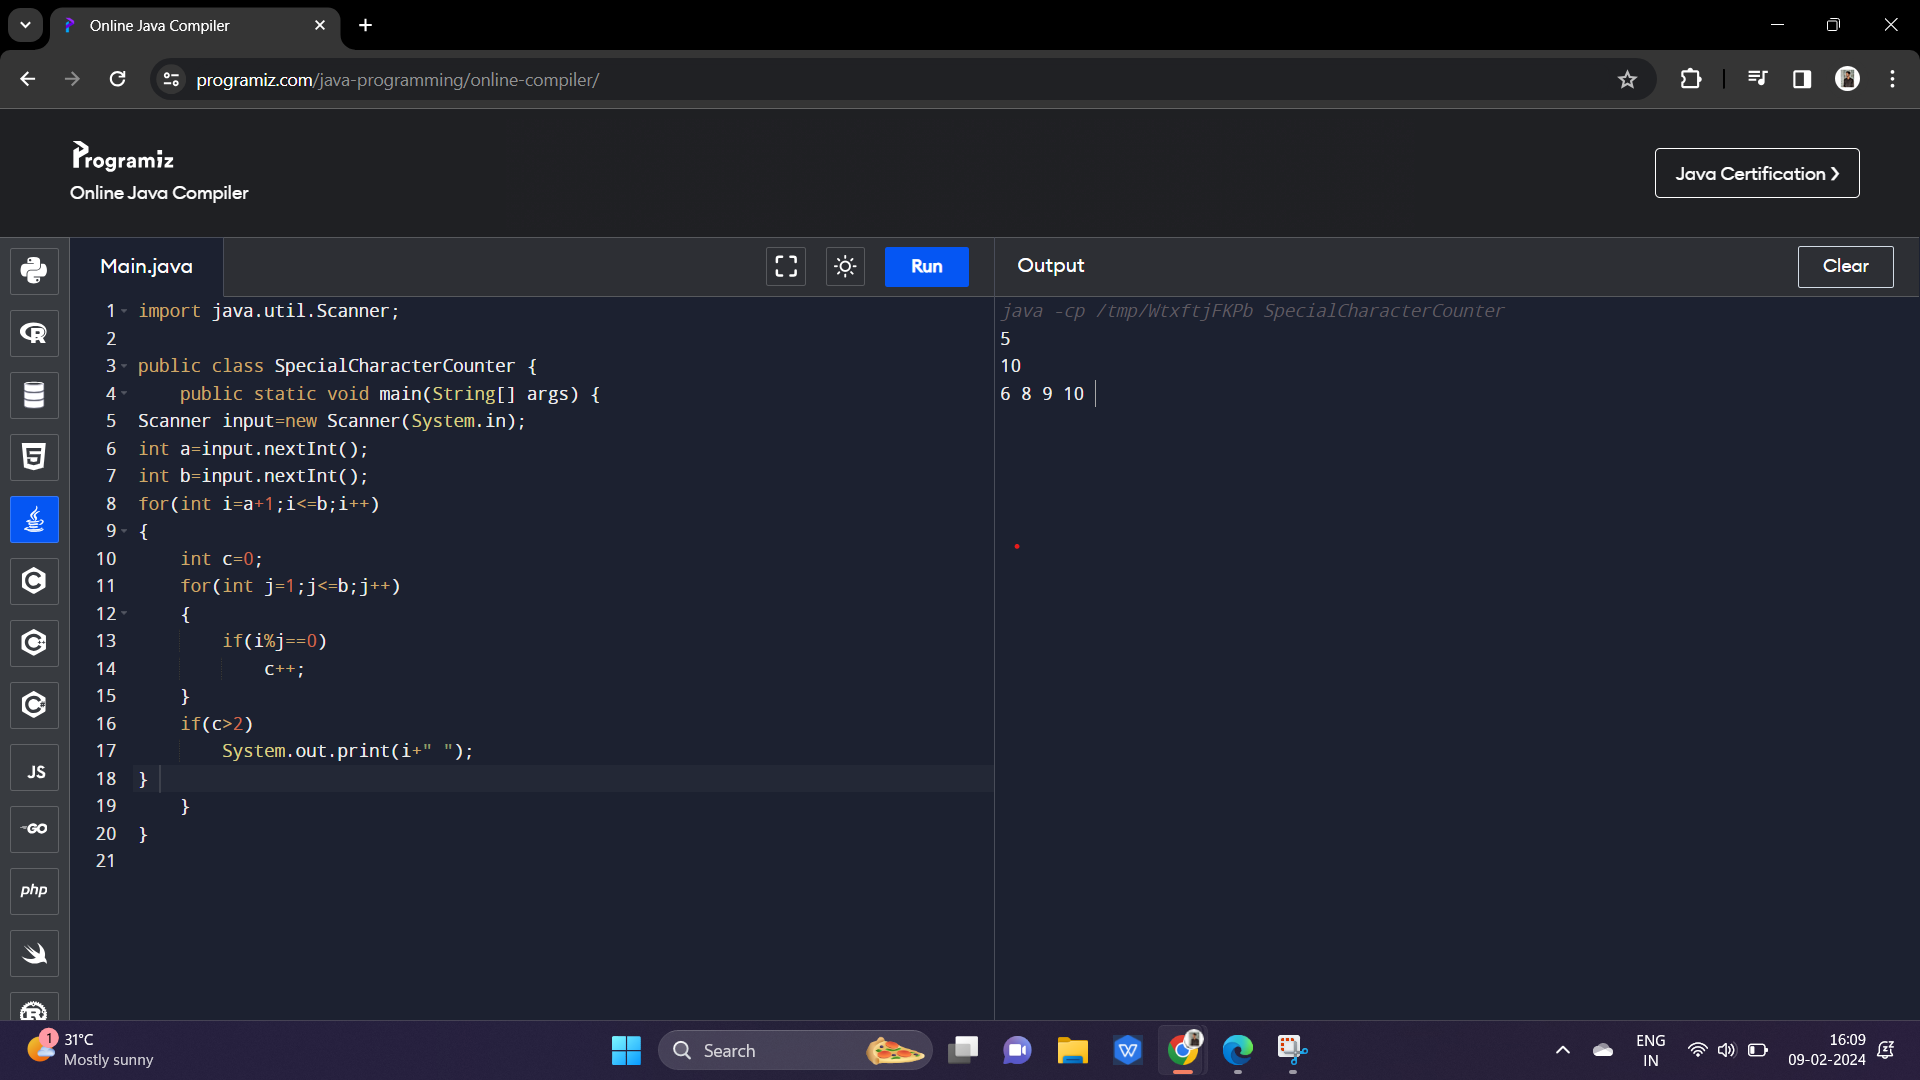 Online Java Compiler
programiz.com/java-programming/online-compiler/
Programiz
Online Java Compiler
Java Certification ❯
Main.java
Run
Output
Clear
1 import java.util.Scanner;
2
3 public class SpecialCharacterCounter {
4     public static void main(String[] args) {
5 Scanner input=new Scanner(System.in);
6 int a=input.nextInt();
7 int b=input.nextInt();
8 for(int i=a+1;i<=b;i++)
9 {
10     int c=0;
11     for(int j=1;j<=b;j++)
12     {
13         if(i%j==0)
14             c++;
15     }
16     if(c>2)
17         System.out.print(i+" ");
18 }
19     }
20 }
21
java -cp /tmp/WtxftjFKPb SpecialCharacterCounter
5
10
6 8 9 10
JS
GO
php
1
31°C
Mostly sunny
Search
ENG
IN
16:09
09-02-2024